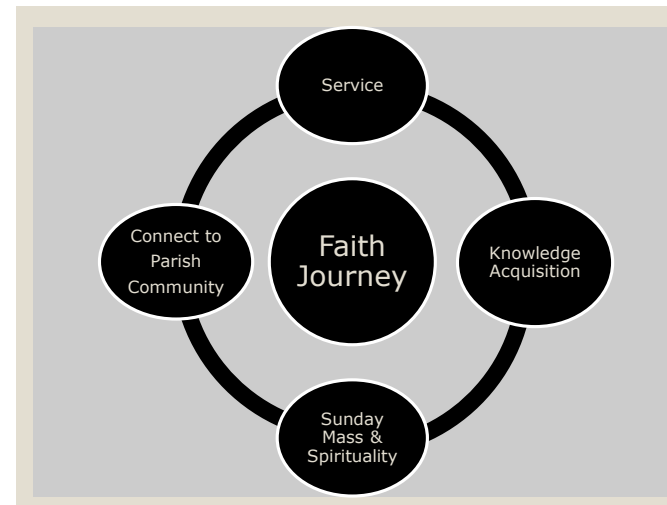 Service
Connect to
Parish
Community
Faith
Journey
Knowledge
Acquisition
Sunday
Mass &
Spirituality